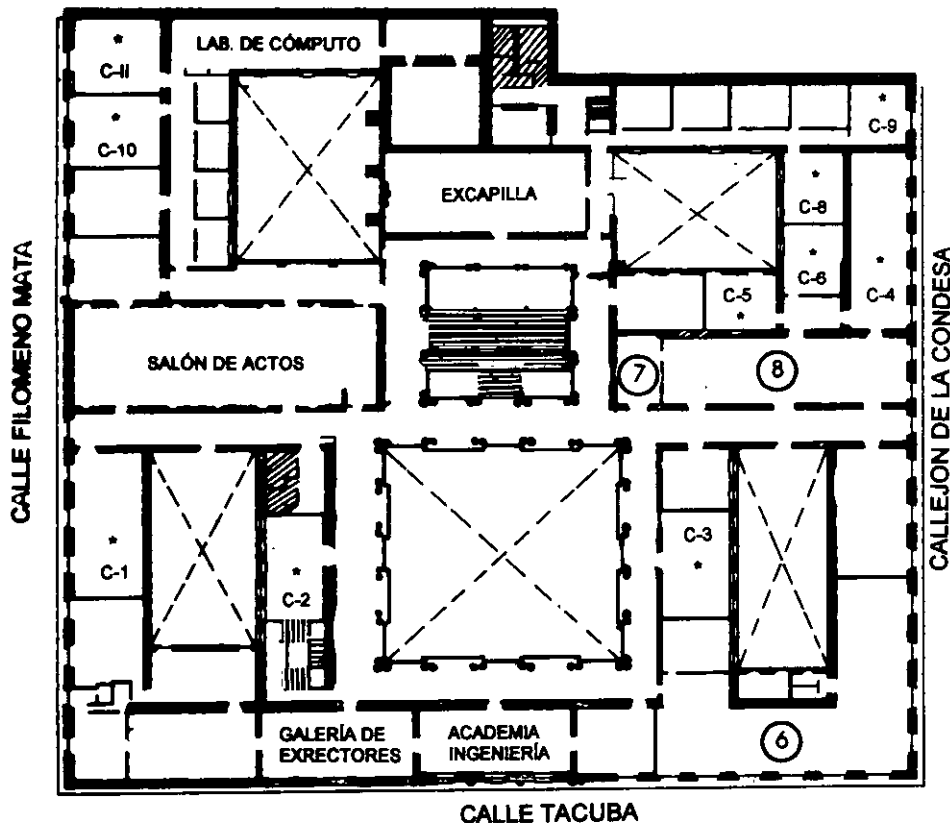 LAB. DE CÓMPUTO
*
C-II
*
C-10
*
C-9
EXCAPILLA
*
C-8
*
C-6
*
C-4
C-5
*
SALÓN DE ACTOS
7
8
CALLE FILOMENO MATA
CALLEJON DE LA CONDESA
*
C-1
*
C-2
C-3
*
GALERÍA DE
EXRECTORES
ACADEMIA
INGENIERÍA
6
CALLE TACUBA